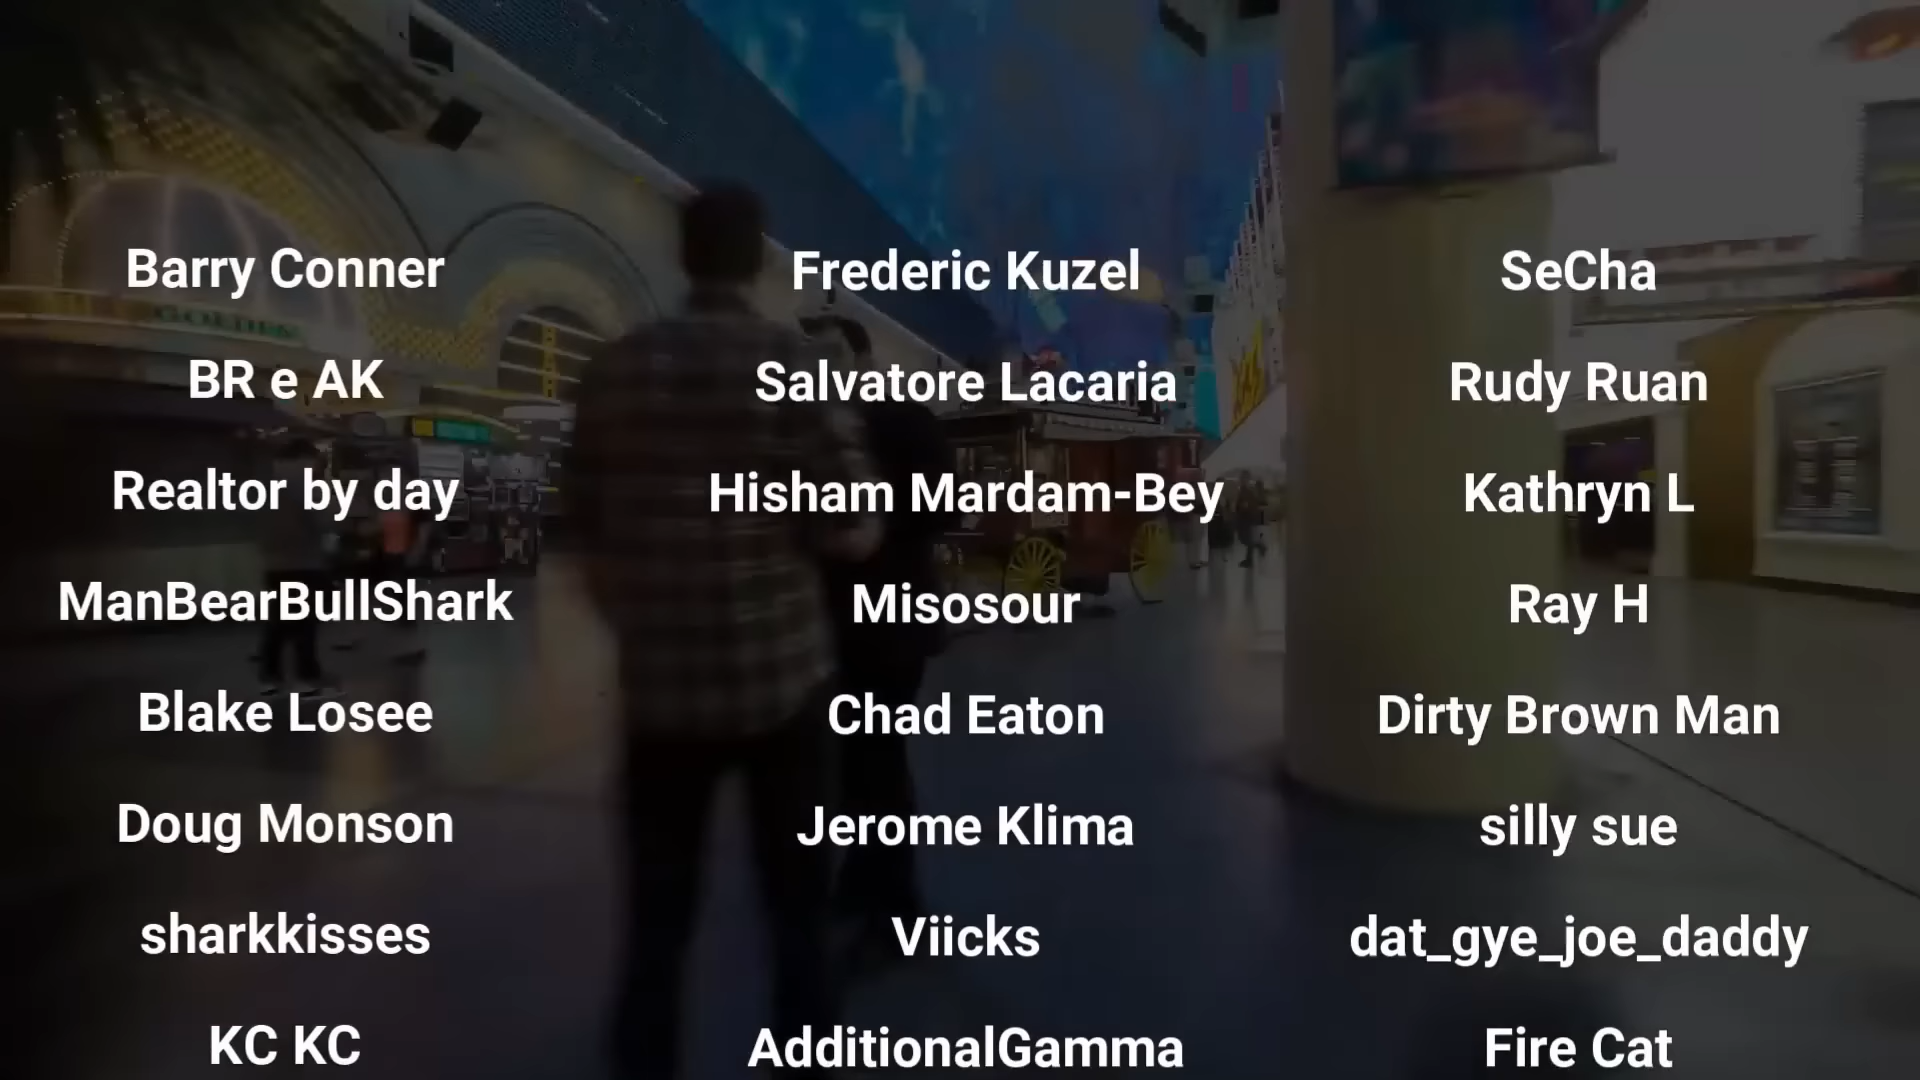 Barry Conner
Frederic Kuzel
SeCha
BR e AK
Salvatore Lacaria
Rudy Ruan
Realtor by day
Hisham Mardam-Bey
Kathryn L
ManBearBullShark
Misosour
Ray H
Blake Losee
Chad Eaton
Dirty Brown Man
Doug Monson
Jerome Klima
silly sue
sharkkisses
Viicks
dat_gye_joe_daddy
KC KC
AdditionalGamma
Fire Cat
GOLDEN